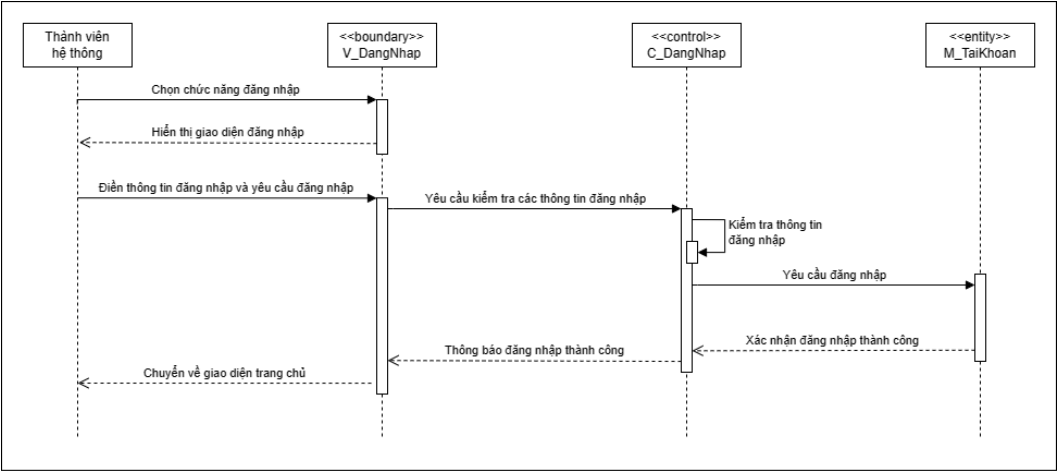 Thành viên
hệ thông
<<boundary>>
V_DangNhap
<<control>>
C_DangNhap
<<entity>>
M_TaiKhoan
Chọn chức năng đăng nhập
Hiển thị giao diện đăng nhập
Điền thông tin đăng nhập và yêu cầu đăng nhập
Yêu cầu kiểm tra các thông tin đăng nhập
Kiểm tra thông tin
đăng nhập
Yêu cầu đăng nhập
Xác nhận đăng nhập thành công
Thông báo đăng nhập thành công
Chuyển về giao diện trang chủ